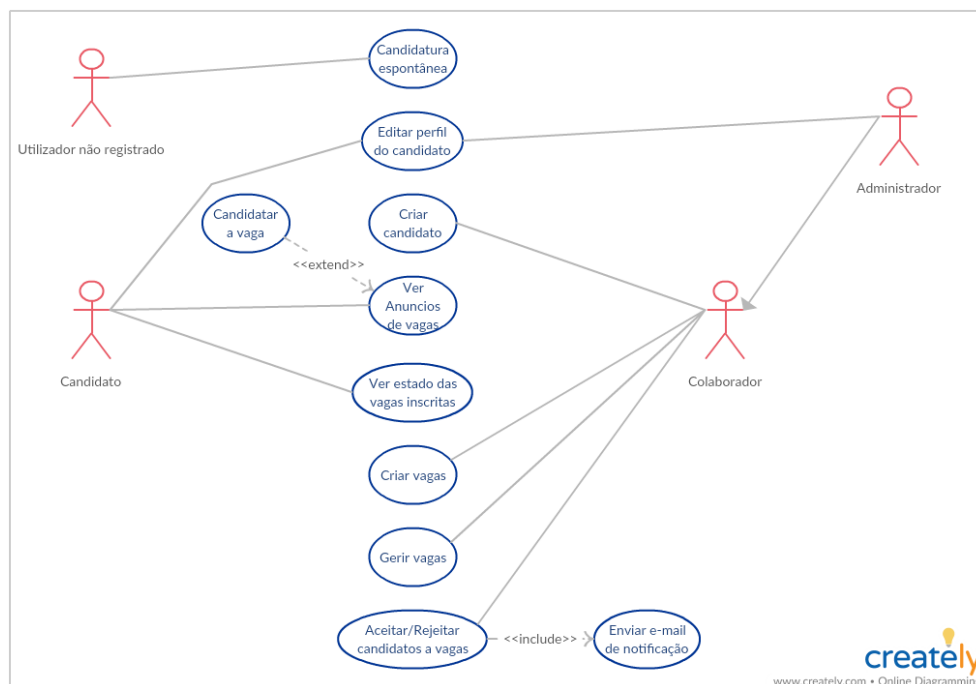 Candidatura
espontânea
Utilizador não registrado
Editar perfil
do candidato
Administrador
Candidatar
a vaga
Criar
candidato
<<extend>>
Ver
Anuncios
de vagas
Candidato
Colaborador
Ver estado das
vagas inscritas
Criar vagas
Gerir vagas
Aceitar/Rejeitar
candidatos a vagas
<<include>>
Enviar e-mail
de notificação
creately
www.creately.com • Online Diagramming